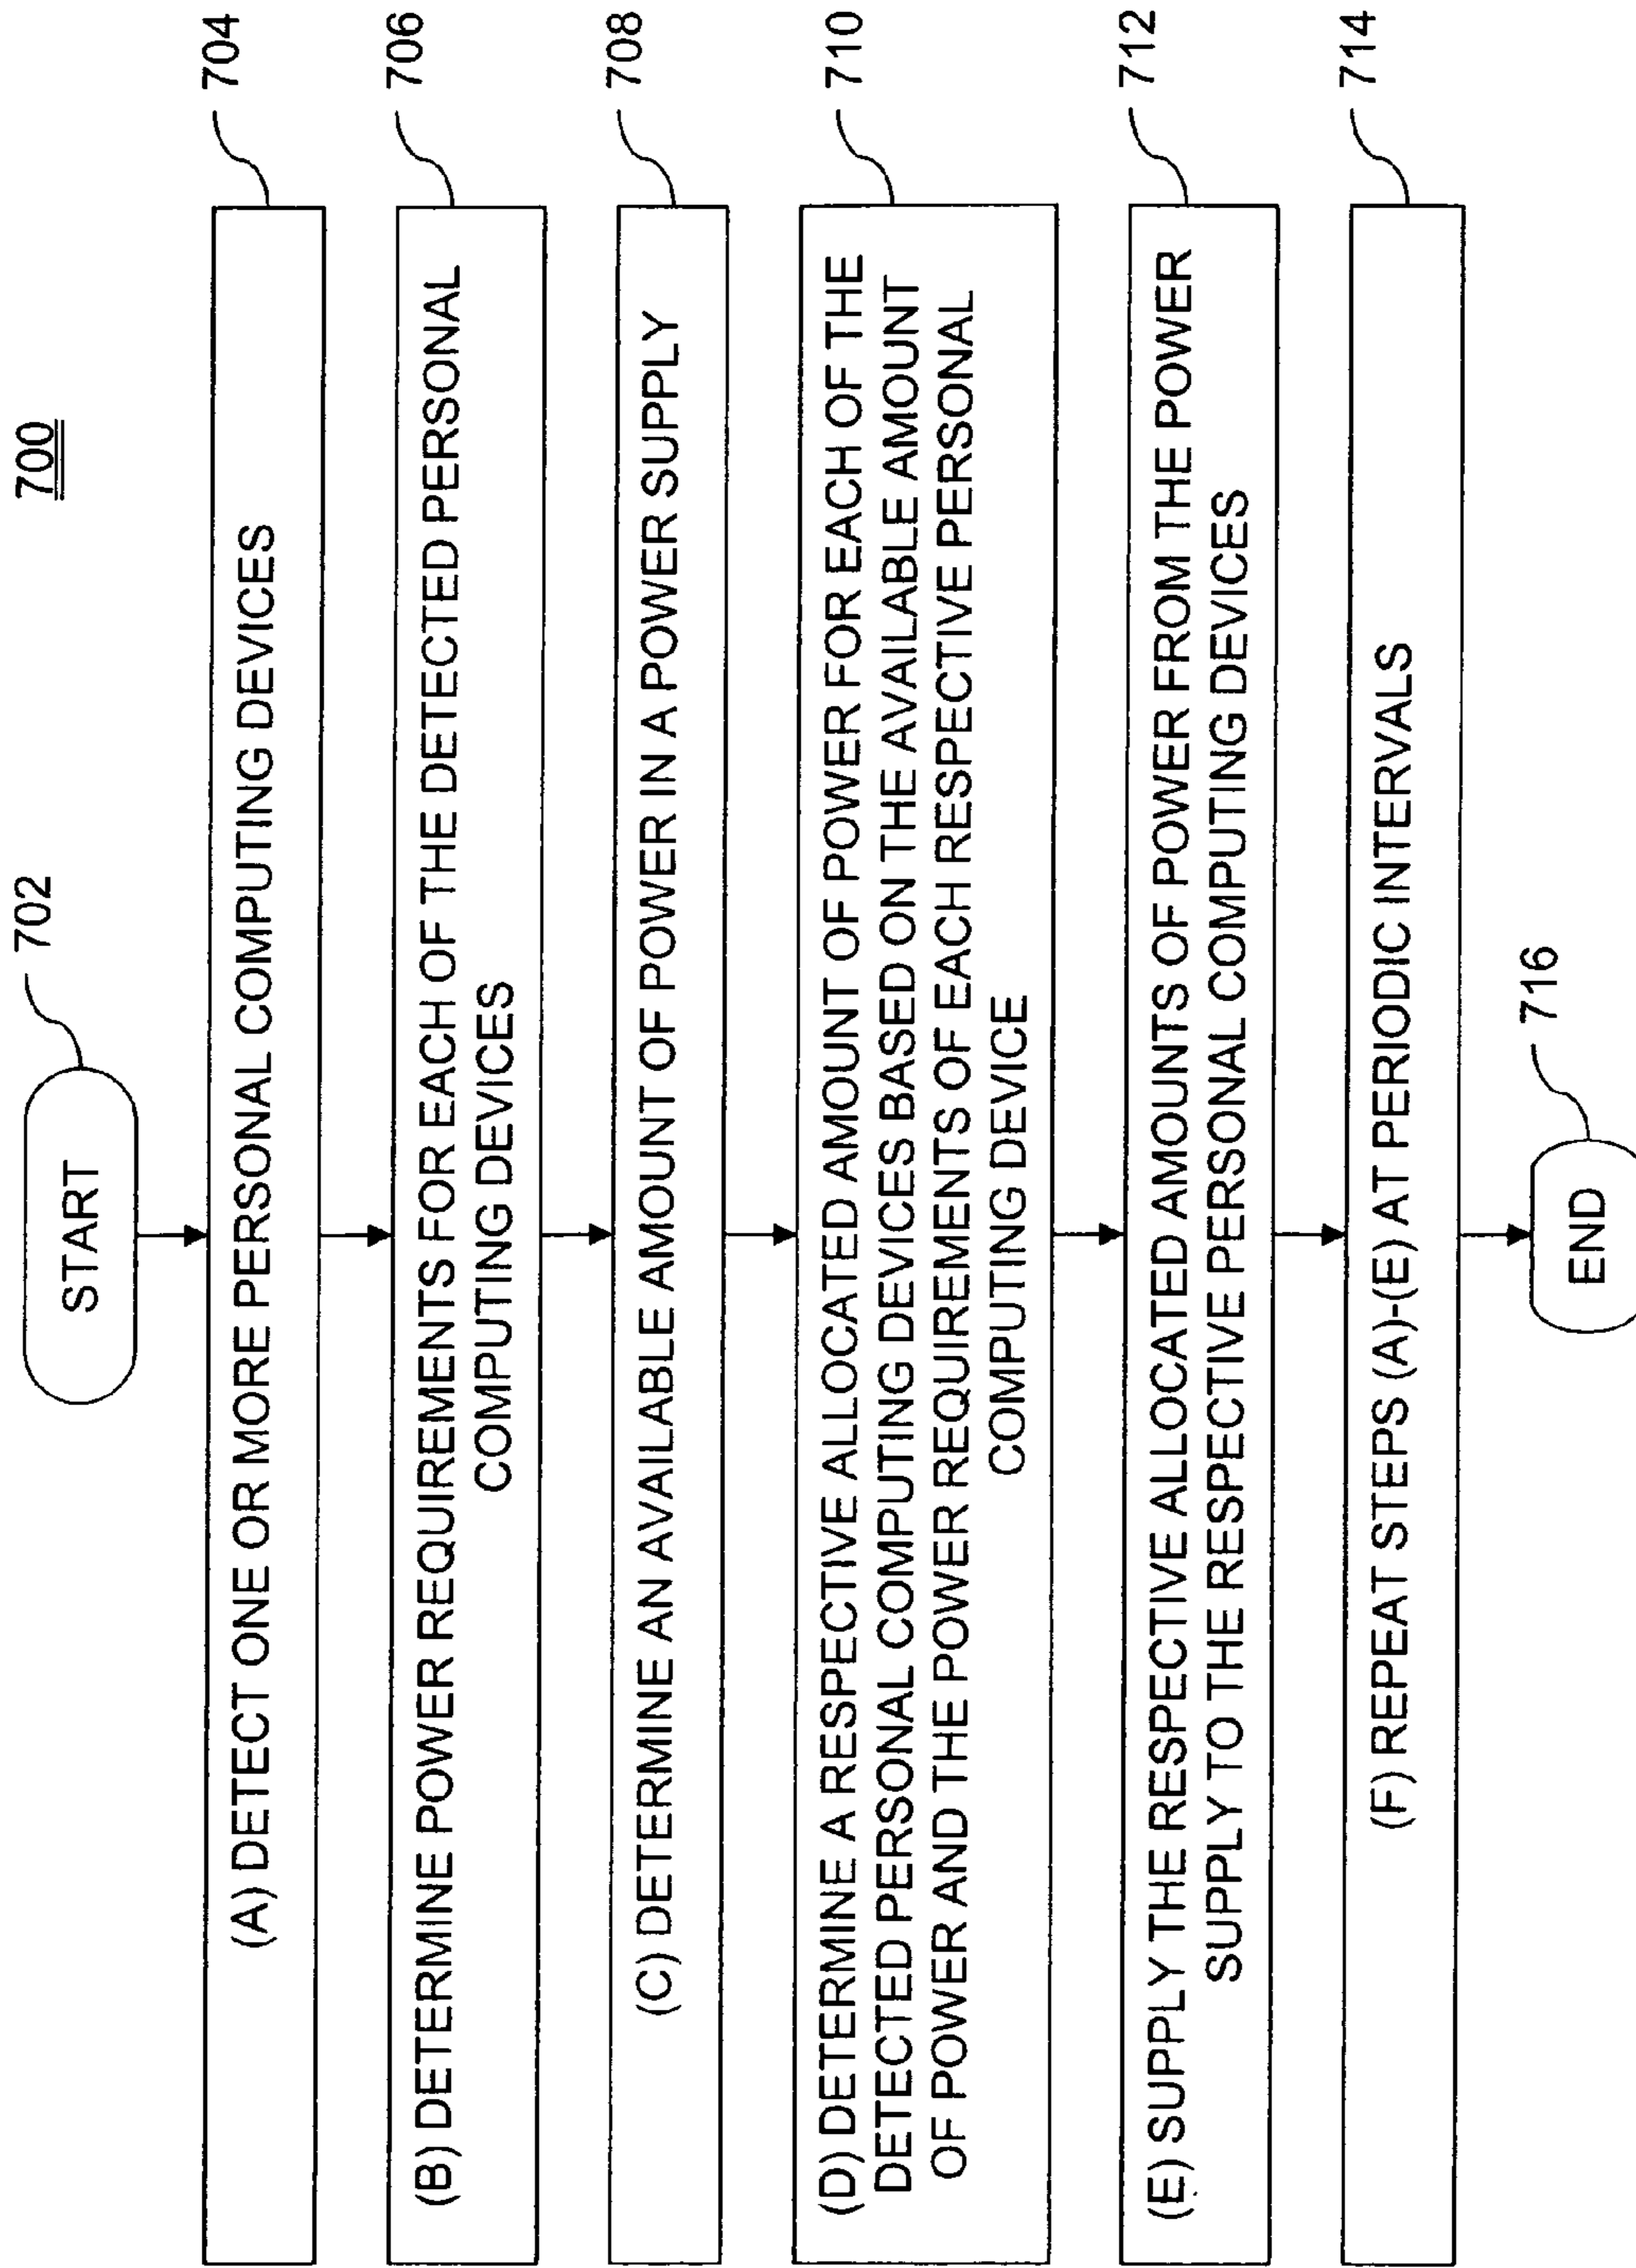 700
START
702
(A) DETECT ONE OR MORE PERSONAL COMPUTING DEVICES
704
(B) DETERMINE POWER REQUIREMENTS FOR EACH OF THE DETECTED PERSONAL
COMPUTING DEVICES
706
(C) DETERMINE AN AVAILABLE AMOUNT OF POWER IN A POWER SUPPLY
708
(D) DETERMINE A RESPECTIVE ALLOCATED AMOUNT OF POWER FOR EACH OF THE
DETECTED PERSONAL COMPUTING DEVICES BASED ON THE AVAILABLE AMOUNT
OF POWER AND THE POWER REQUIREMENTS OF EACH RESPECTIVE PERSONAL
COMPUTING DEVICE
710
(E) SUPPLY THE RESPECTIVE ALLOCATED AMOUNTS OF POWER FROM THE POWER
SUPPLY TO THE RESPECTIVE PERSONAL COMPUTING DEVICES
712
(F) REPEAT STEPS (A)-(E) AT PERIODIC INTERVALS
714
END
716